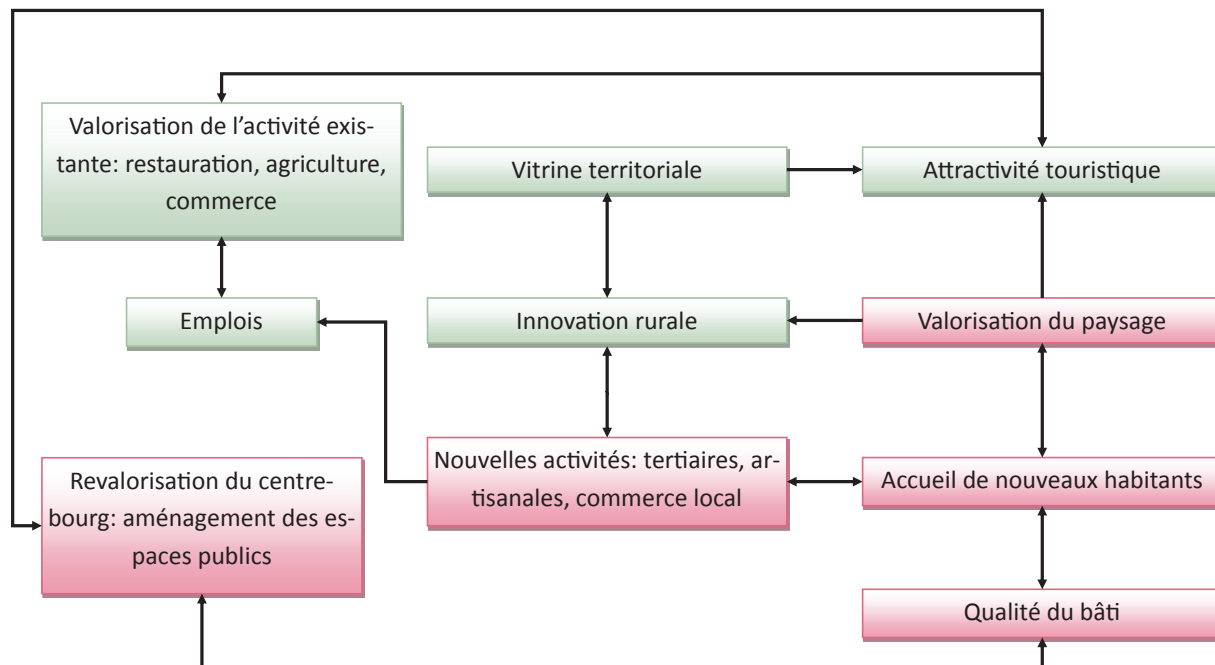 Valorisation de l’activité exis-
tante: restauration, agriculture,
commerce
Vitrine territoriale
Attractivité touristique
Emplois
Innovation rurale
Valorisation du paysage
Revalorisation du centre-
bourg: aménagement des es-
paces publics
Nouvelles activités: tertiaires, ar-
tisanales, commerce local
Accueil de nouveaux habitants
Qualité du bâti